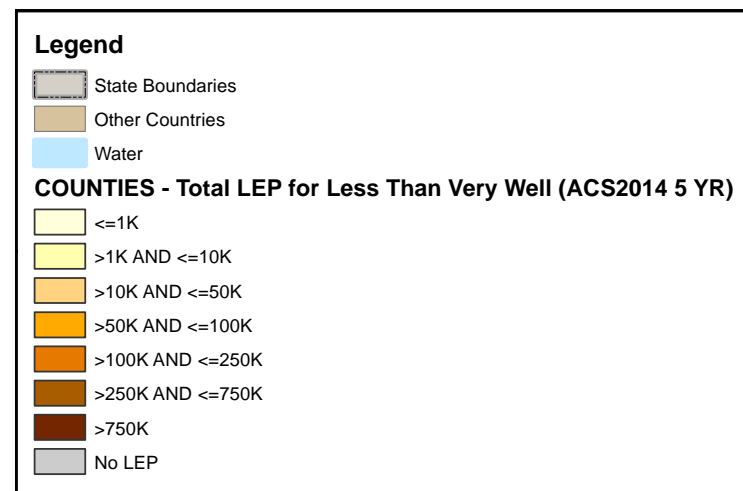 Legend
State Boundaries
Other Countries
Water
COUNTIES - Total LEP for Less Than Very Well (ACS2014 5 YR)
<=1K
>1K AND <=10K
>10K AND <=50K
>50K AND <=100K
>100K AND <=250K
>250K AND <=750K
>750K
No LEP